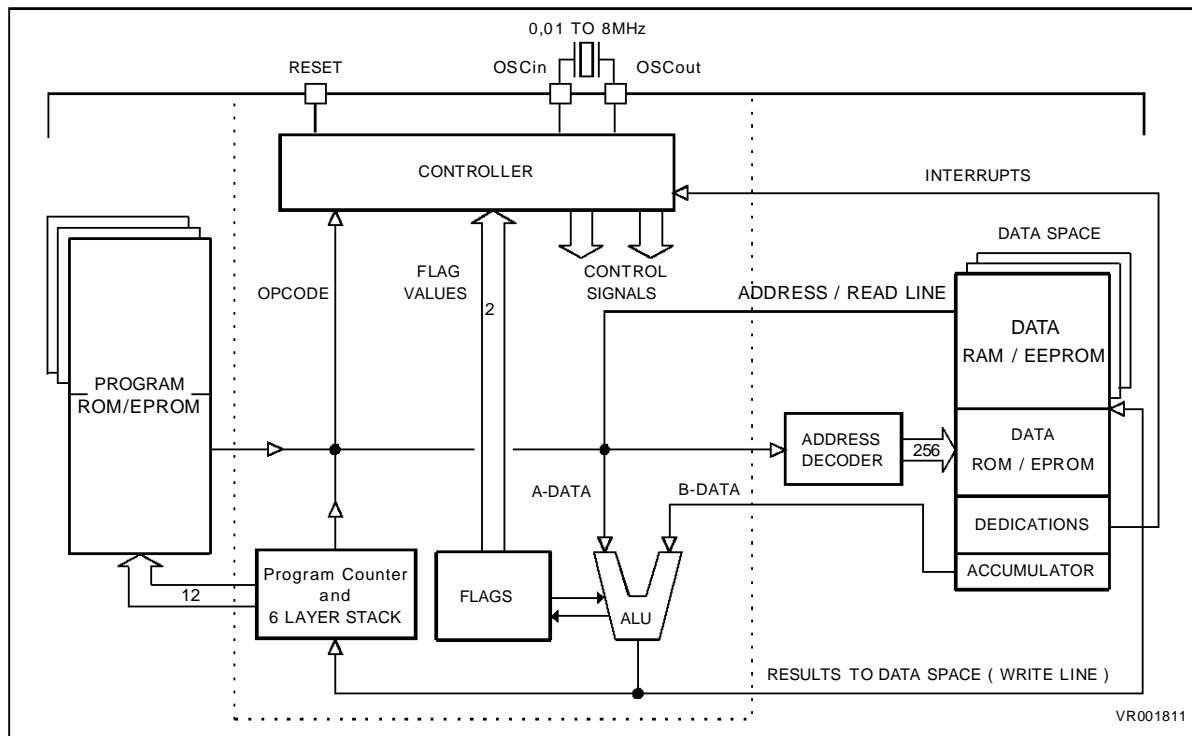 0,01 TO 8MHz
RESET
OSCin
OSCout
CONTROLLER
INTERRUPTS
DATA SPACE
OPCODE
FLAG
VALUES
2
CONTROL
SIGNALS
ADDRESS / READ LINE
DATA
RAM / EEPROM
PROGRAM
ROM/EPROM
ADDRESS
DECODER
256
DATA
ROM / EPROM
A-DATA
B-DATA
DEDICATIONS
ACCUMULATOR
12
Program Counter
and
6 LAYER STACK
FLAGS
ALU
RESULTS TO DATA SPACE ( WRITE LINE )
VR001811